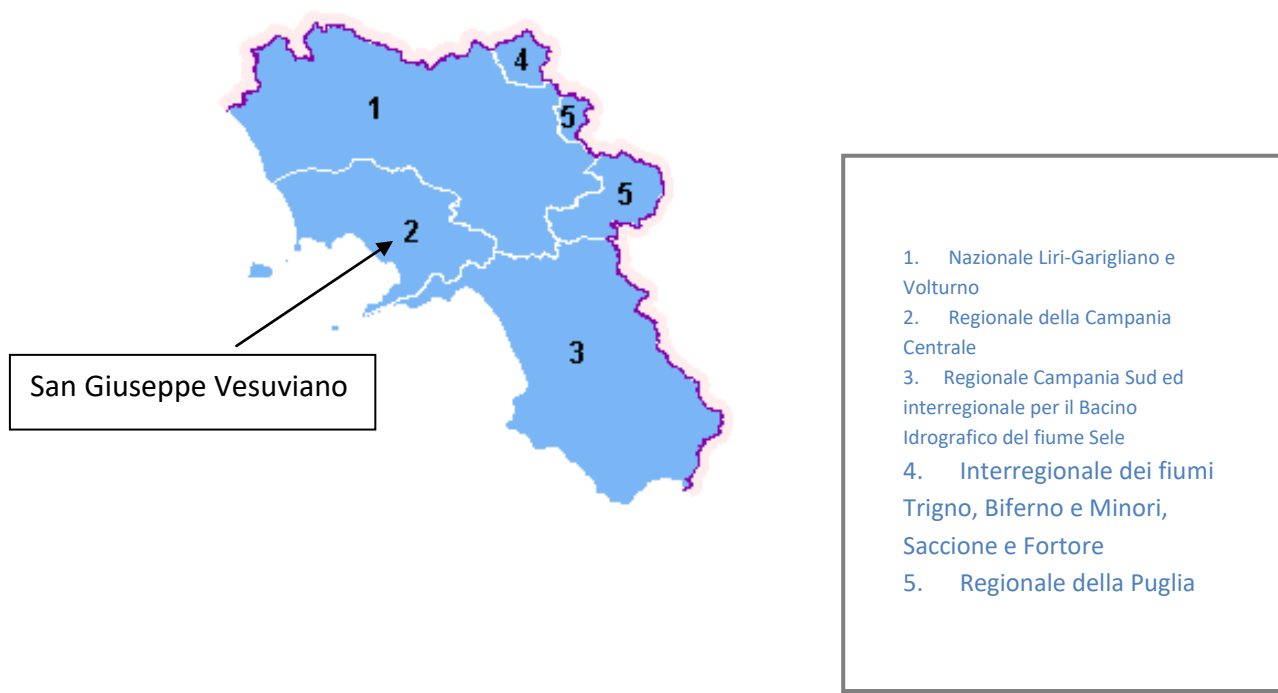 4
1
5
5
2
3
San Giuseppe Vesuviano
1. Nazionale Liri-Garigliano e
Volturno
2. Regionale della Campania
Centrale
3. Regionale Campania Sud ed
interregionale per il Bacino
Idrografico del fiume Sele
4. Interregionale dei fiumi
Trigno, Biferno e Minori,
Saccione e Fortore
5. Regionale della Puglia